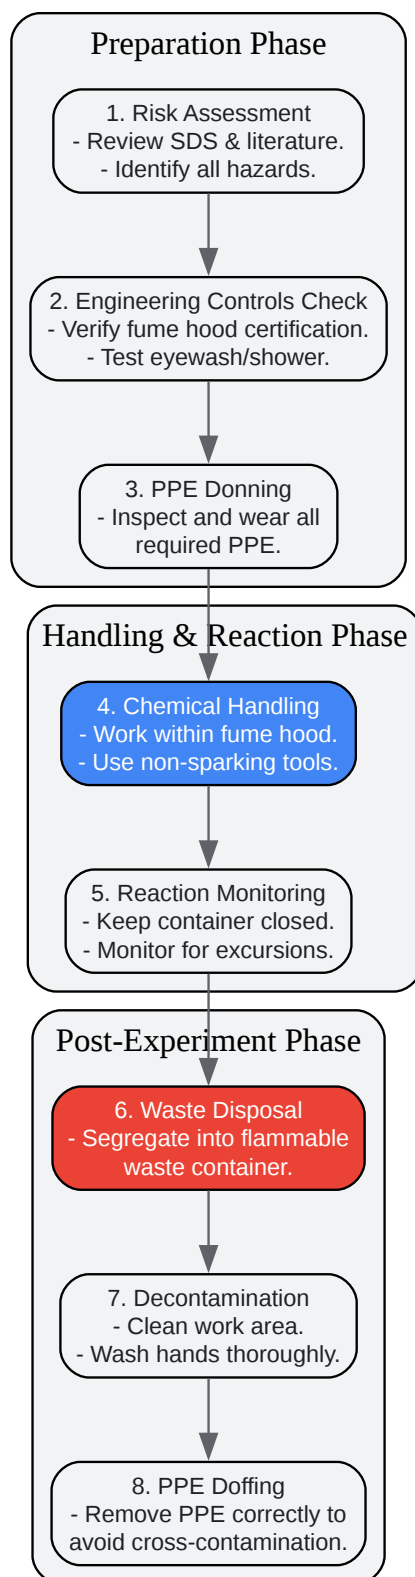 Preparation Phase
1. Risk Assessment
- Review SDS & literature.
- Identify all hazards.
2. Engineering Controls Check
- Verify fume hood certification.
- Test eyewash/shower.
3. PPE Donning
- Inspect and wear all
required PPE.
Handling & Reaction Phase
4. Chemical Handling
- Work within fume hood.
- Use non-sparking tools.
5. Reaction Monitoring
- Keep container closed.
- Monitor for excursions.
Post-Experiment Phase
6. Waste Disposal
- Segregate into flammable
waste container.
7. Decontamination
- Clean work area.
- Wash hands thoroughly.
8. PPE Doffing
- Remove PPE correctly to
avoid cross-contamination.